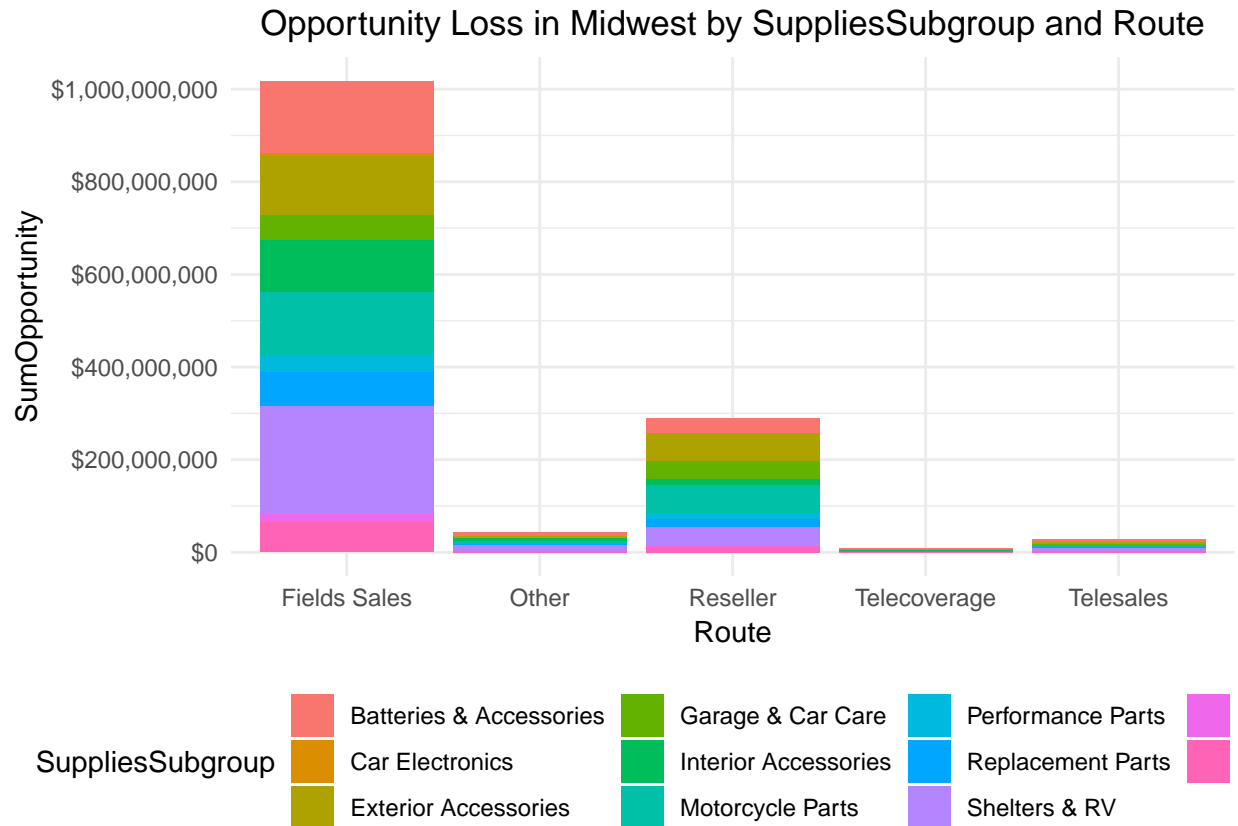 Opportunity Loss in Midwest by SuppliesSubgroup and Route
$1,000,000,000
$800,000,000
$600,000,000
$400,000,000
$200,000,000
$0
SumOpportunity
Fields Sales Other Reseller Telecoverage Telesales
Route
SuppliesSubgroup
Batteries & Accessories Garage & Car Care Performance Parts
Car Electronics Interior Accessories Replacement Parts
Exterior Accessories Motorcycle Parts Shelters & RV